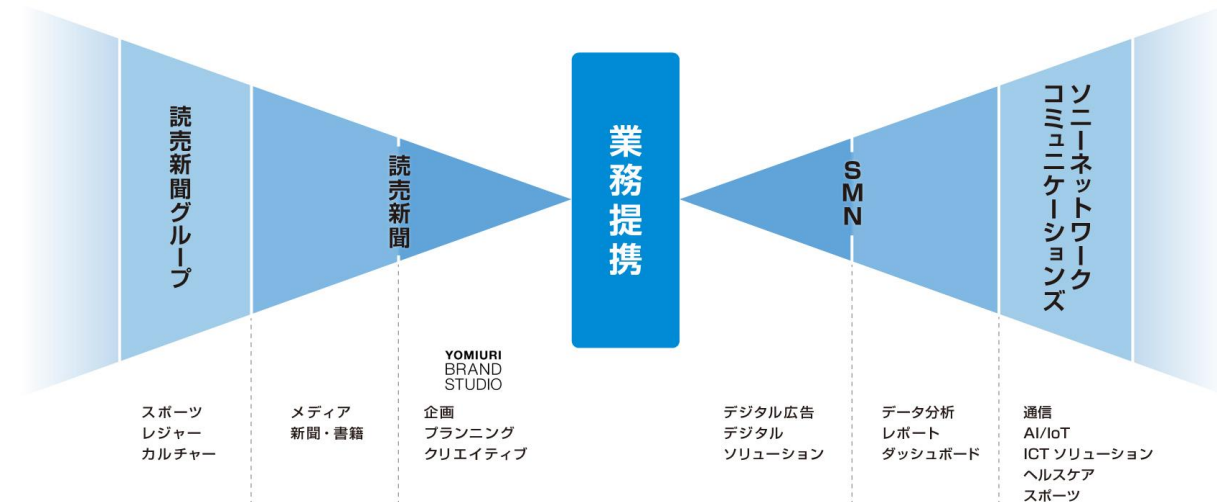 読売新聞グループ
読売新聞
業務提携
SMN
ソニーネットワーク
コミュニケーションズ
YOMIURI
BRAND
STUDIO
スポーツ
レジャー
カルチャー
メディア
新聞・書籍
企画
プランニング
クリエイティブ
デジタル広告
デジタル
ソリューション
データ分析
レポート
ダッシュボード
通信
AI/IoT
ICTソリューション
ヘルスケア
スポーツ